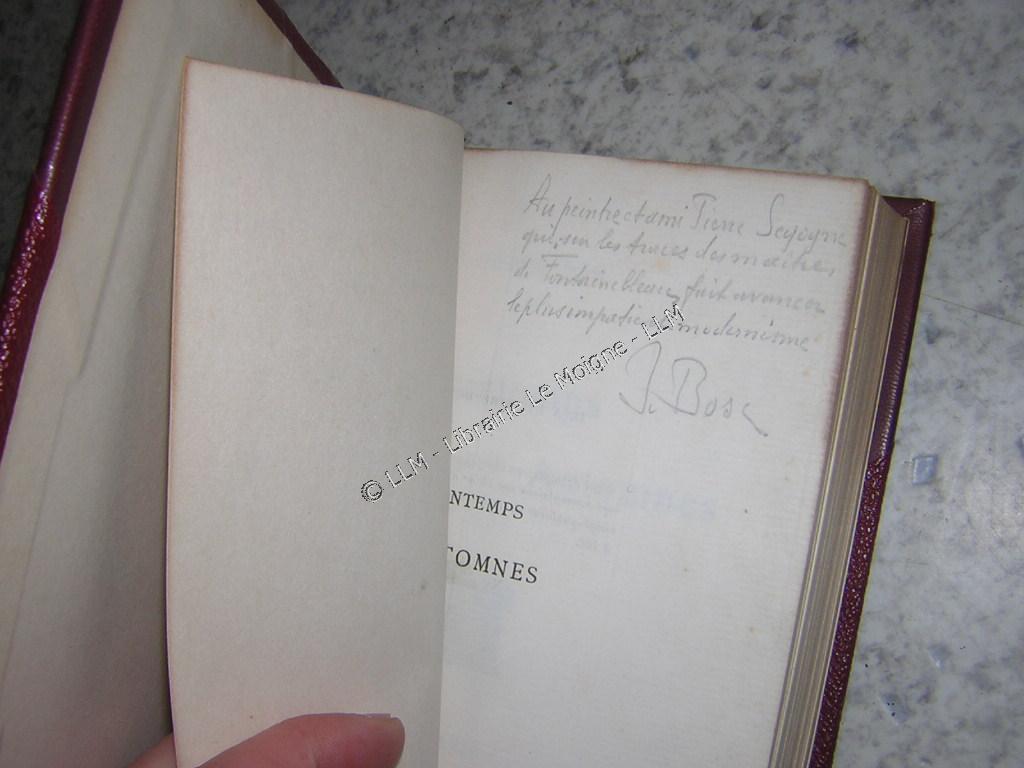 Au peintre et ami Pierre Seyogne
qui, sur les traces des maîtres
de Fontainebleau, fait avancer
le plus impatient modernisme
J. Bosc
© LLM - Librairie Le Moigne - LLM
NTEMPS
TOMNES